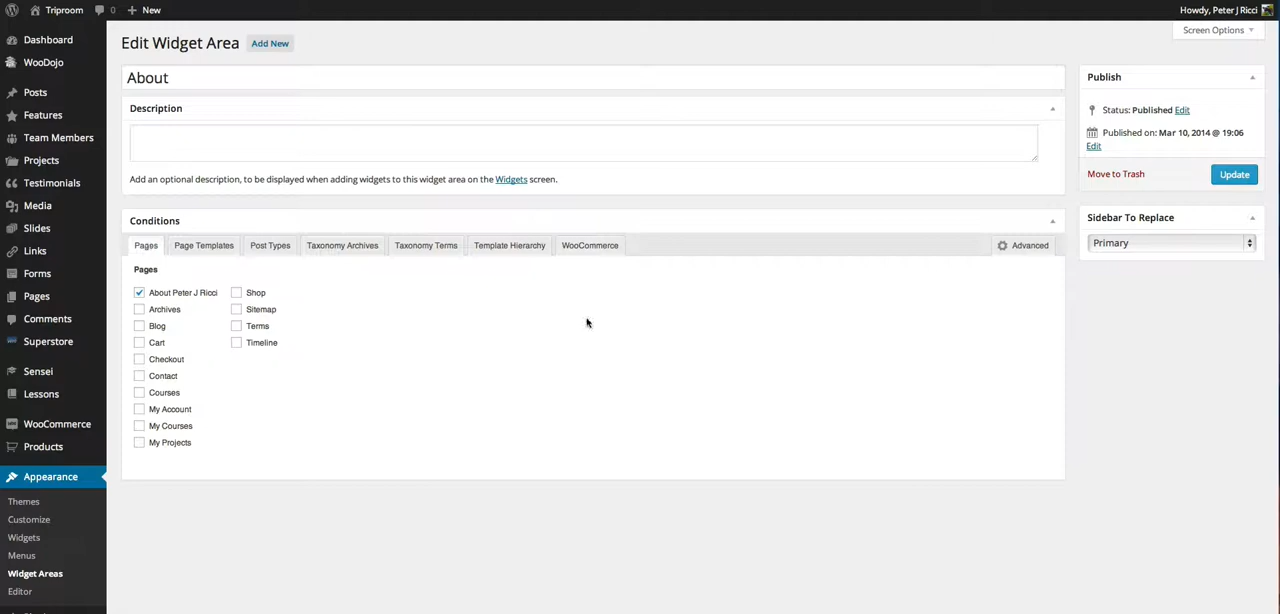 Triproom 0 New Howdy, Peter J Ricci
Screen Options
Dashboard
WooDojo
Posts
Features
Team Members
Projects
Testimonials
Media
Slides
Links
Forms
Pages
Comments
Superstore
Sensei
Lessons
WooCommerce
Products
Appearance
Themes
Customize
Widgets
Menus
Widget Areas
Editor
Edit Widget Area Add New
About
Description
Add an optional description, to be displayed when adding widgets to this widget area on the Widgets screen.
Conditions
Pages Page Templates Post Types Taxonomy Archives Taxonomy Terms Template Hierarchy WooCommerce Advanced
Pages
About Peter J Ricci
Archives
Blog
Cart
Checkout
Contact
Courses
My Account
My Courses
My Projects
Shop
Sitemap
Terms
Timeline
Publish
Status: Published Edit
Published on: Mar 10, 2014 @ 19:06
Edit
Move to Trash Update
Sidebar To Replace
Primary